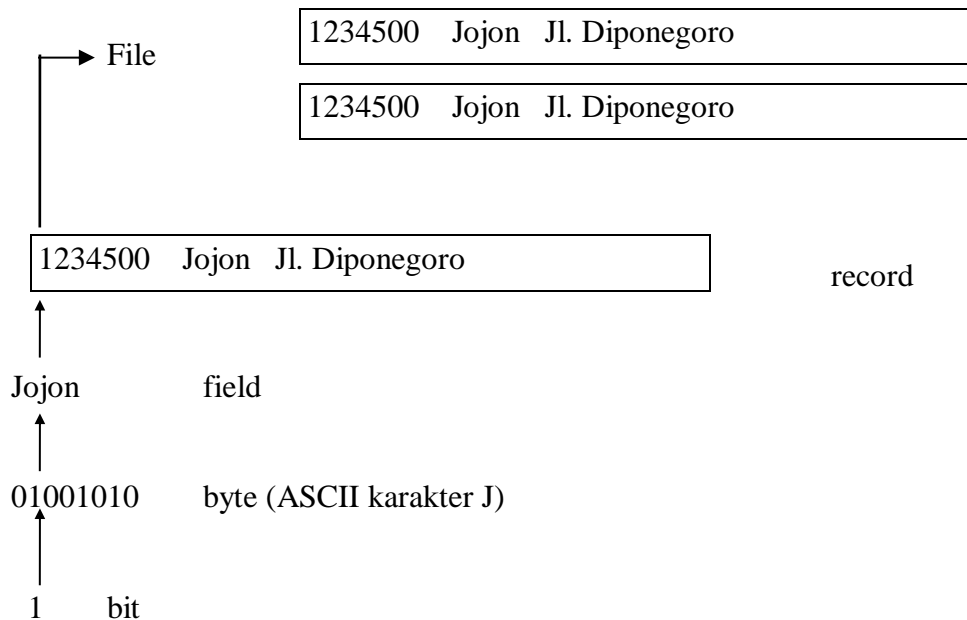 1234500 Jojon Jl. Diponegoro
File
1234500 Jojon Jl. Diponegoro
1234500 Jojon Jl. Diponegoro
record
Jojon field
01001010 byte (ASCII karakter J)
1 bit